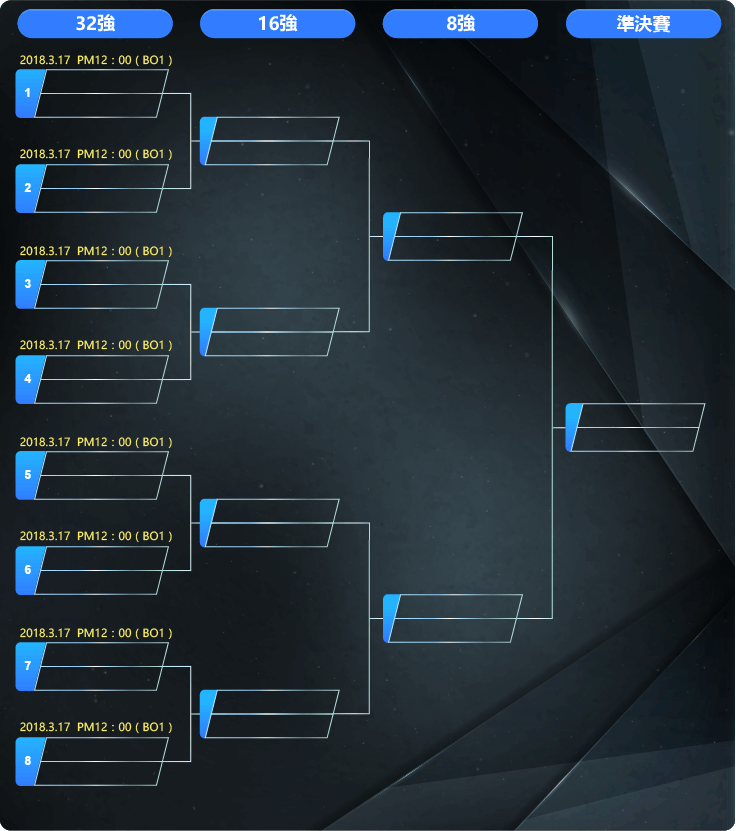 32強 16強 8強 準決賽
2018.3.17 PM12：00 ( BO1 )
1
2018.3.17 PM12：00 ( BO1 )
2
2018.3.17 PM12：00 ( BO1 )
3
2018.3.17 PM12：00 ( BO1 )
4
2018.3.17 PM12：00 ( BO1 )
5
2018.3.17 PM12：00 ( BO1 )
6
2018.3.17 PM12：00 ( BO1 )
7
2018.3.17 PM12：00 ( BO1 )
8